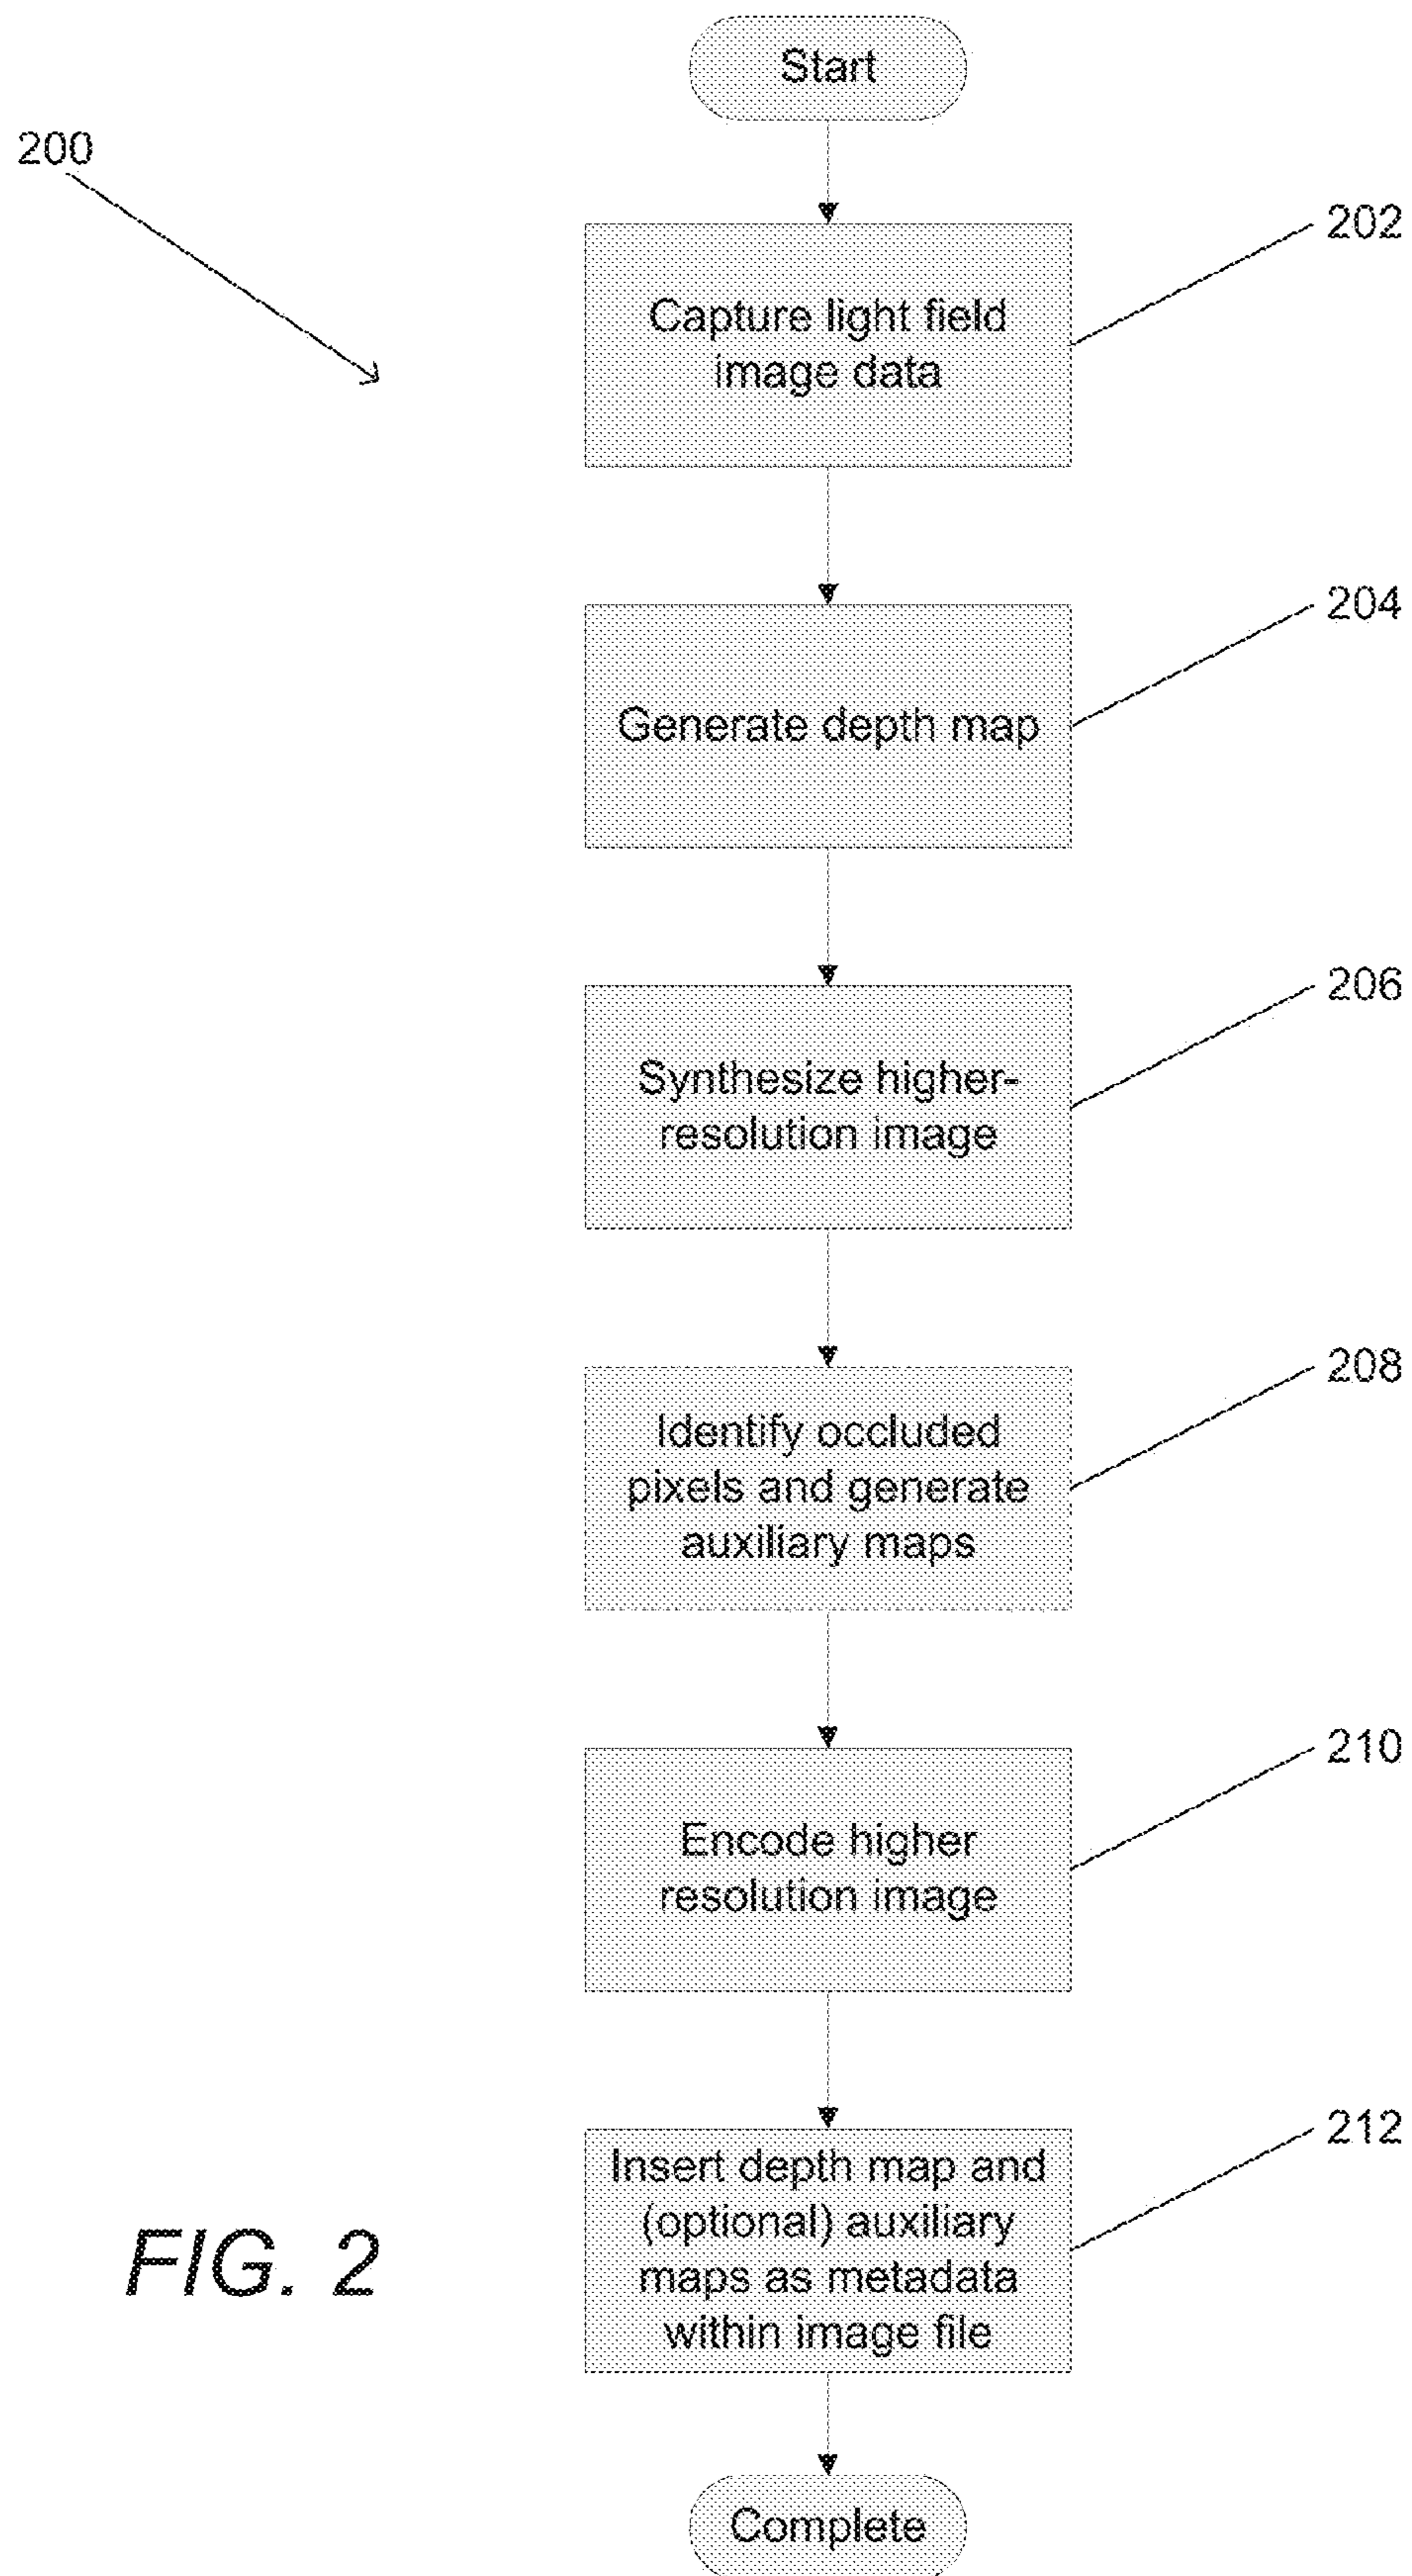 Start
200
202
Capture light field
image data
204
Generate depth map
206
Synthesize higher-
resolution image
208
Identify occluded
pixels and generate
auxiliary maps
210
Encode higher
resolution image
212
Insert depth map and
(optional) auxiliary
maps as metadata
within image file
FIG. 2
Complete